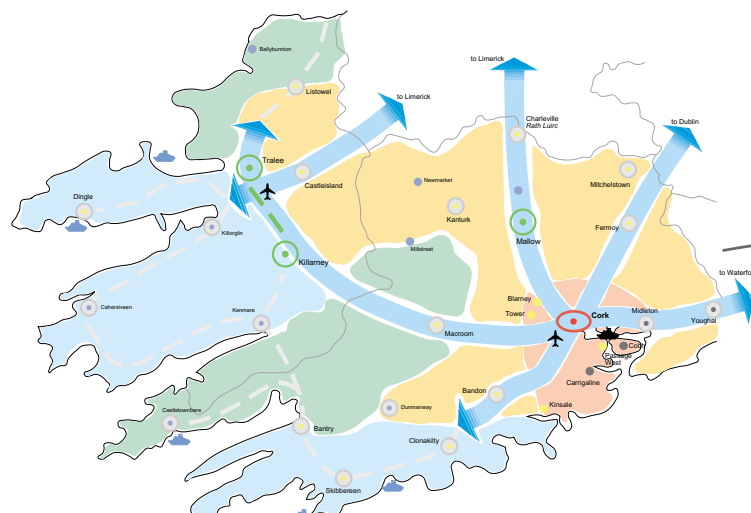 Ballybunnion
Listowel
to Limerick
to Limerick
Charleville
Rath Luirc
to Dublin
Tralee
Castleisland
Newmarket
Mitchelstown
Dingle
Kanturk
Fermoy
Killorglin
Mallow
Millstreet
Killarney
to Waterfo
Cahersiveen
Kenmare
Blarney
Tower
Cork
Midleton
Youghal
Macroom
Cobh
Passage
West
Carrigaline
Bandon
Castletownbere
Dunmanway
Kinsale
Bantry
Clonakilty
Skibbereen